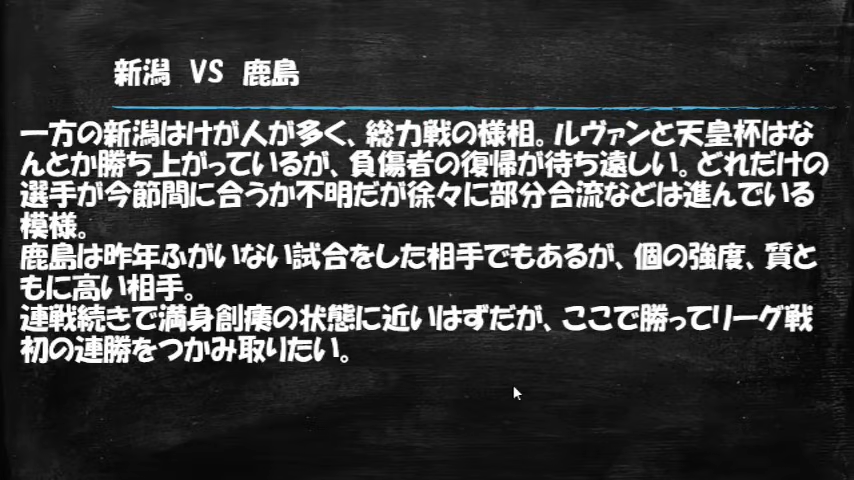 新潟 VS 鹿島
一方の新潟はけが人が多く、総力戦の様相。ルヴァンと天皇杯はな
んとか勝ち上がっているが、負傷者の復帰が待ち遠しい。どれだけの
選手が今節間に合うか不明だが徐々に部分合流などは進んでいる
模様。
鹿島は昨年ふがいない試合をした相手でもあるが、個の強度、質と
もに高い相手。
連戦続きで満身創痍の状態に近いはずだが、ここで勝ってリーグ戦
初の連勝をつかみ取りたい。